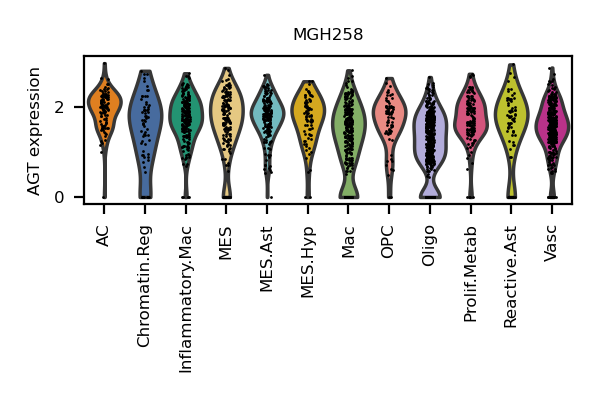 MGH258
AGT expression
2
0
AC
Chromatin.Reg
Inflammatory.Mac
MES
MES.Ast
MES.Hyp
Mac
OPC
Oligo
Prolif.Metab
Reactive.Ast
Vasc